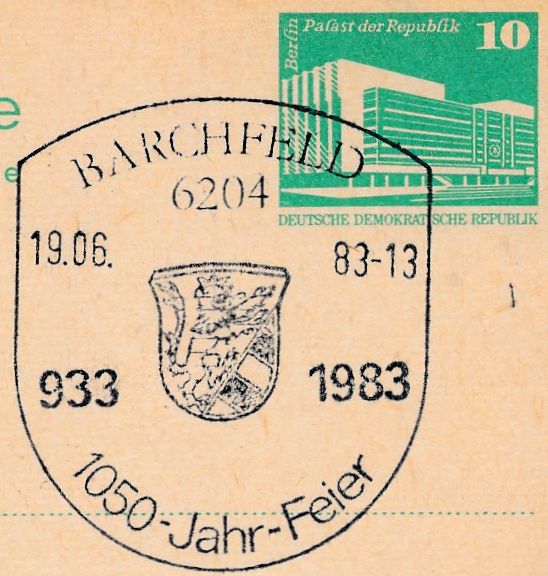 Berlin
Palast der Republik 10
DEUTSCHE DEMOKRATISCHE REPUBLIK
e
e
BARCHFELD
6204
19.06. 83-13
933 1983
1050-Jahr-Feier